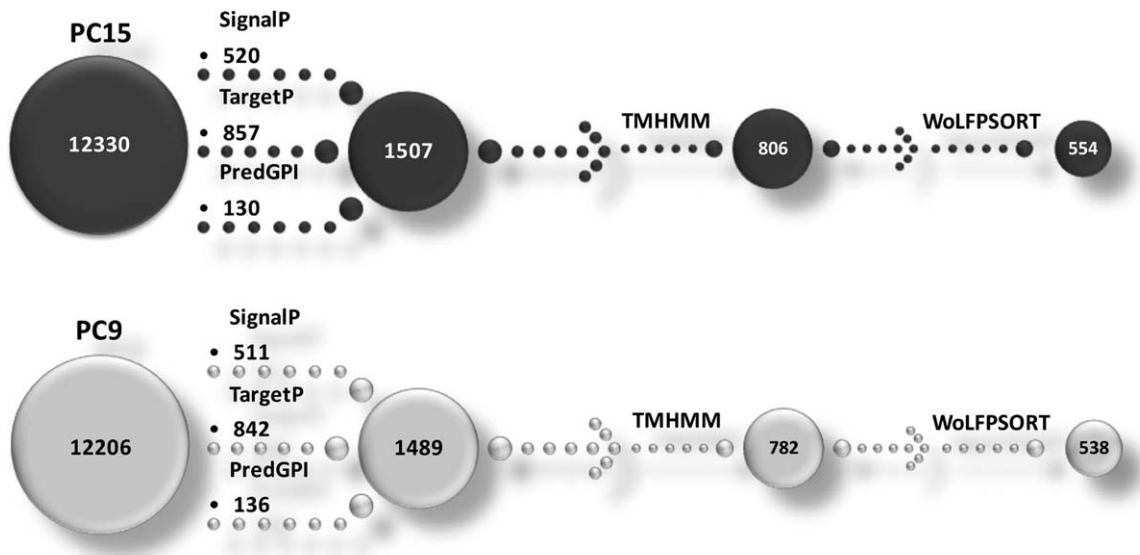 SignalP
PC15
• 520
TargetP
12330
• 857
1507
TMHMM
806
WoLFPSORT
554
PredGPI
• 130
SignalP
PC9
• 511
TargetP
12206
• 842
1489
TMHMM
782
WoLFPSORT
538
PredGPI
• 136